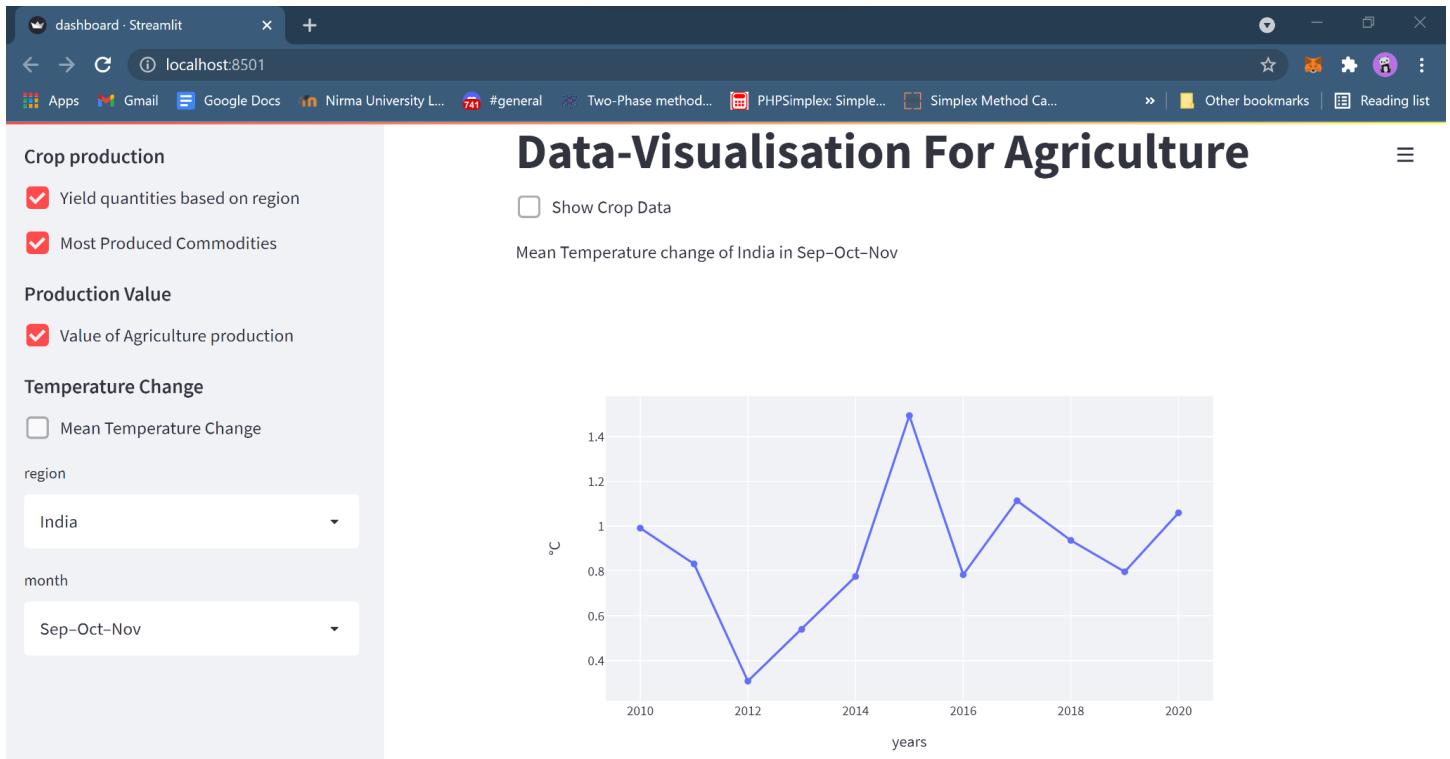 dashboard · Streamlit
localhost:8501
Apps Gmail Google Docs Nirma University L... 741 #general Two-Phase method... PHPSimplex: Simple... Simplex Method Ca... » Other bookmarks Reading list
Crop production
Yield quantities based on region
Most Produced Commodities
Production Value
Value of Agriculture production
Temperature Change
Mean Temperature Change
region
India
month
Sep–Oct–Nov
Data-Visualisation For Agriculture
Show Crop Data
Mean Temperature change of India in Sep–Oct–Nov
1.4
1.2
1
0.8
0.6
0.4
°C
2010 2012 2014 2016 2018 2020
years